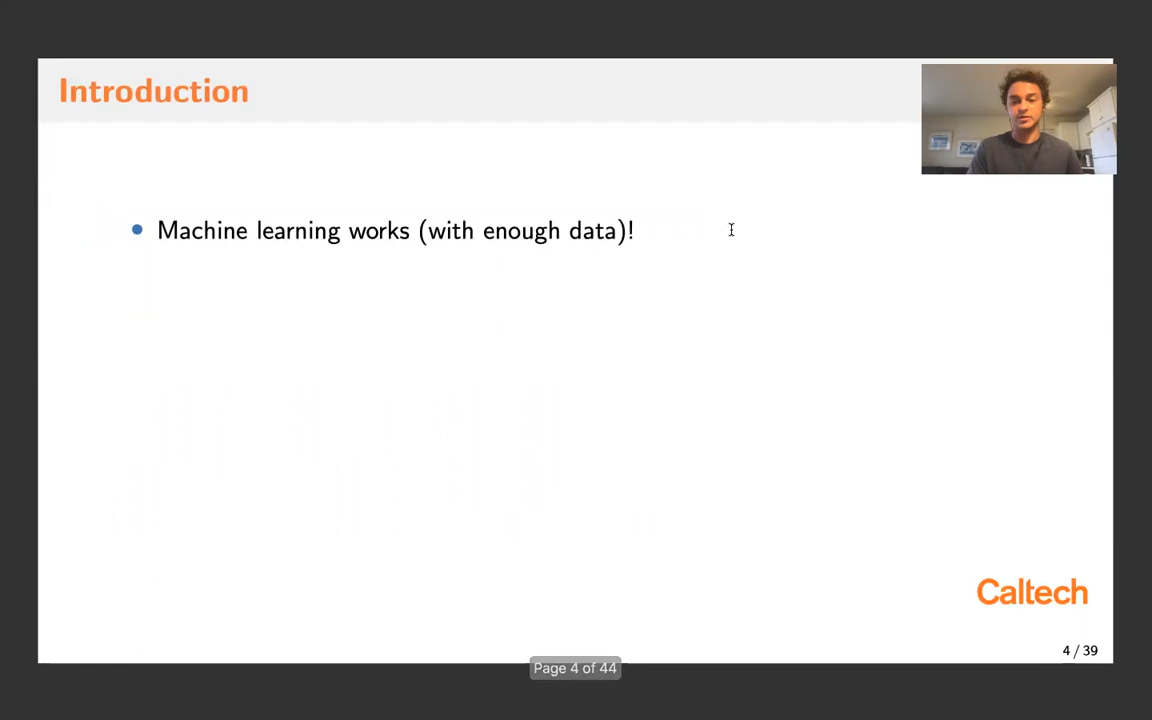 Introduction
• Machine learning works (with enough data)!
Caltech
4 / 39
Page 4 of 44